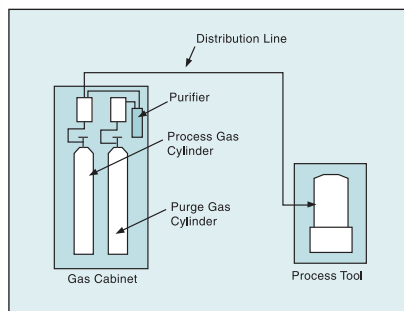 Distribution Line
Purifier
Process Gas
Cylinder
Purge Gas
Cylinder
Gas Cabinet
Process Tool